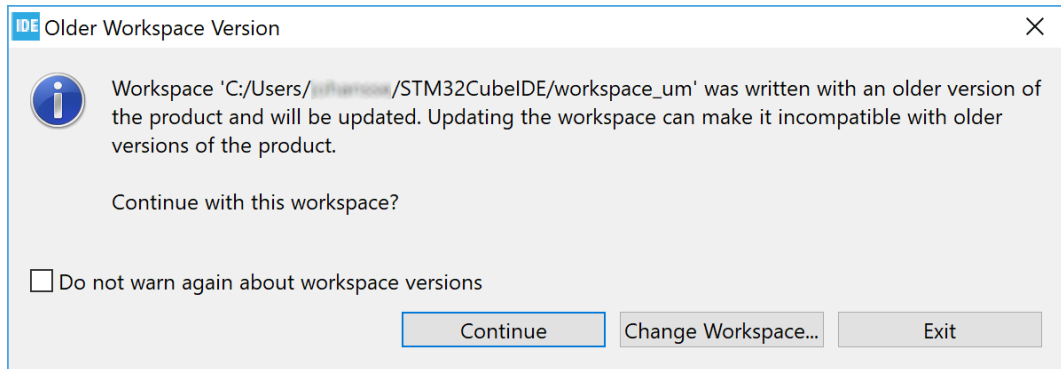 IDE Older Workspace Version
Workspace 'C:/Users/ /STM32CubeIDE/workspace_um' was written with an older version of
the product and will be updated. Updating the workspace can make it incompatible with older
versions of the product.
Continue with this workspace?
Do not warn again about workspace versions
Continue Change Workspace... Exit